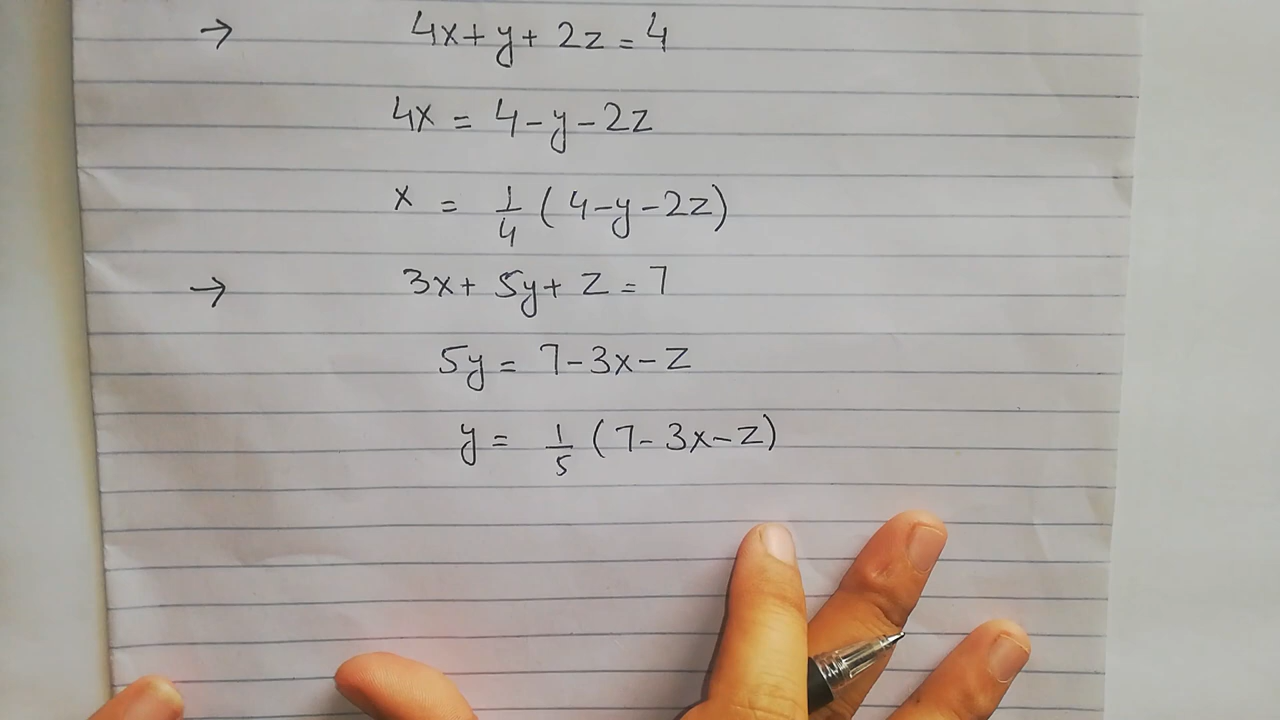 → 4x+y+2z=4
4x = 4-y-2z
x = 1/4 (4-y-2z)
→ 3x+5y+z=7
5y = 7-3x-z
y = 1/5 (7-3x-z)